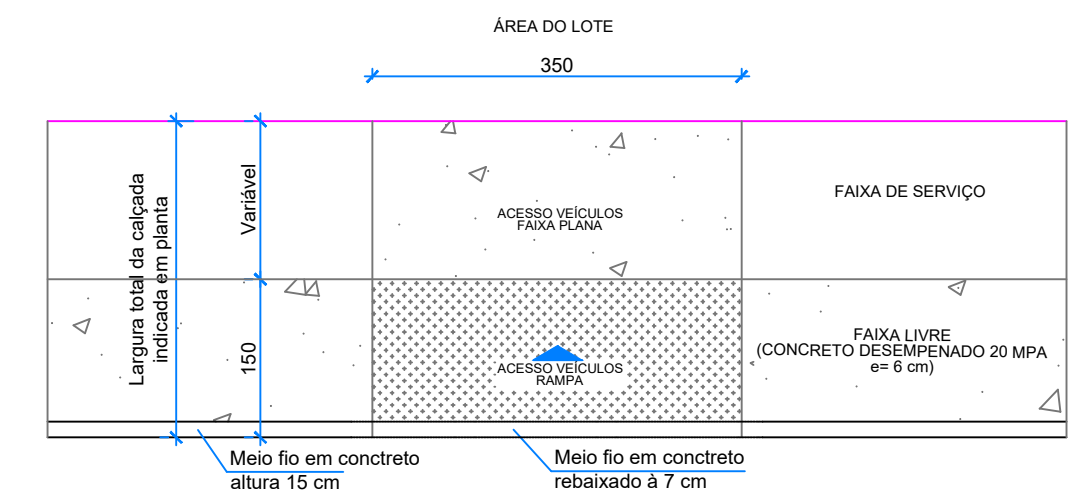 ÁREA DO LOTE
350
Largura total da calçada
indicada em planta
Variável
150
ACESSO VEÍCULOS
FAIXA PLANA
FAIXA DE SERVIÇO
ACESSO VEÍCULOS
RAMPA
FAIXA LIVRE
(CONCRETO DESEMPENADO 20 MPA
e= 6 cm)
Meio fio em concreto
altura 15 cm
Meio fio em concreto
rebaixado à 7 cm